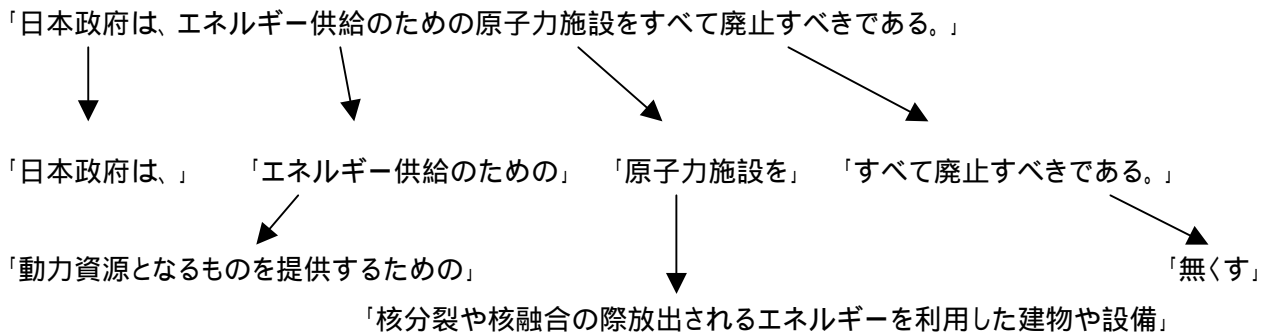 「日本政府は、エネルギー供給のための原子力施設をすべて廃止すべきである。」
「日本政府は、」 「エネルギー供給のための」 「原子力施設を」 「すべて廃止すべきである。」
「動力資源となるものを提供するための」 「無くす」
「核分裂や核融合の際放出されるエネルギーを利用した建物や設備」